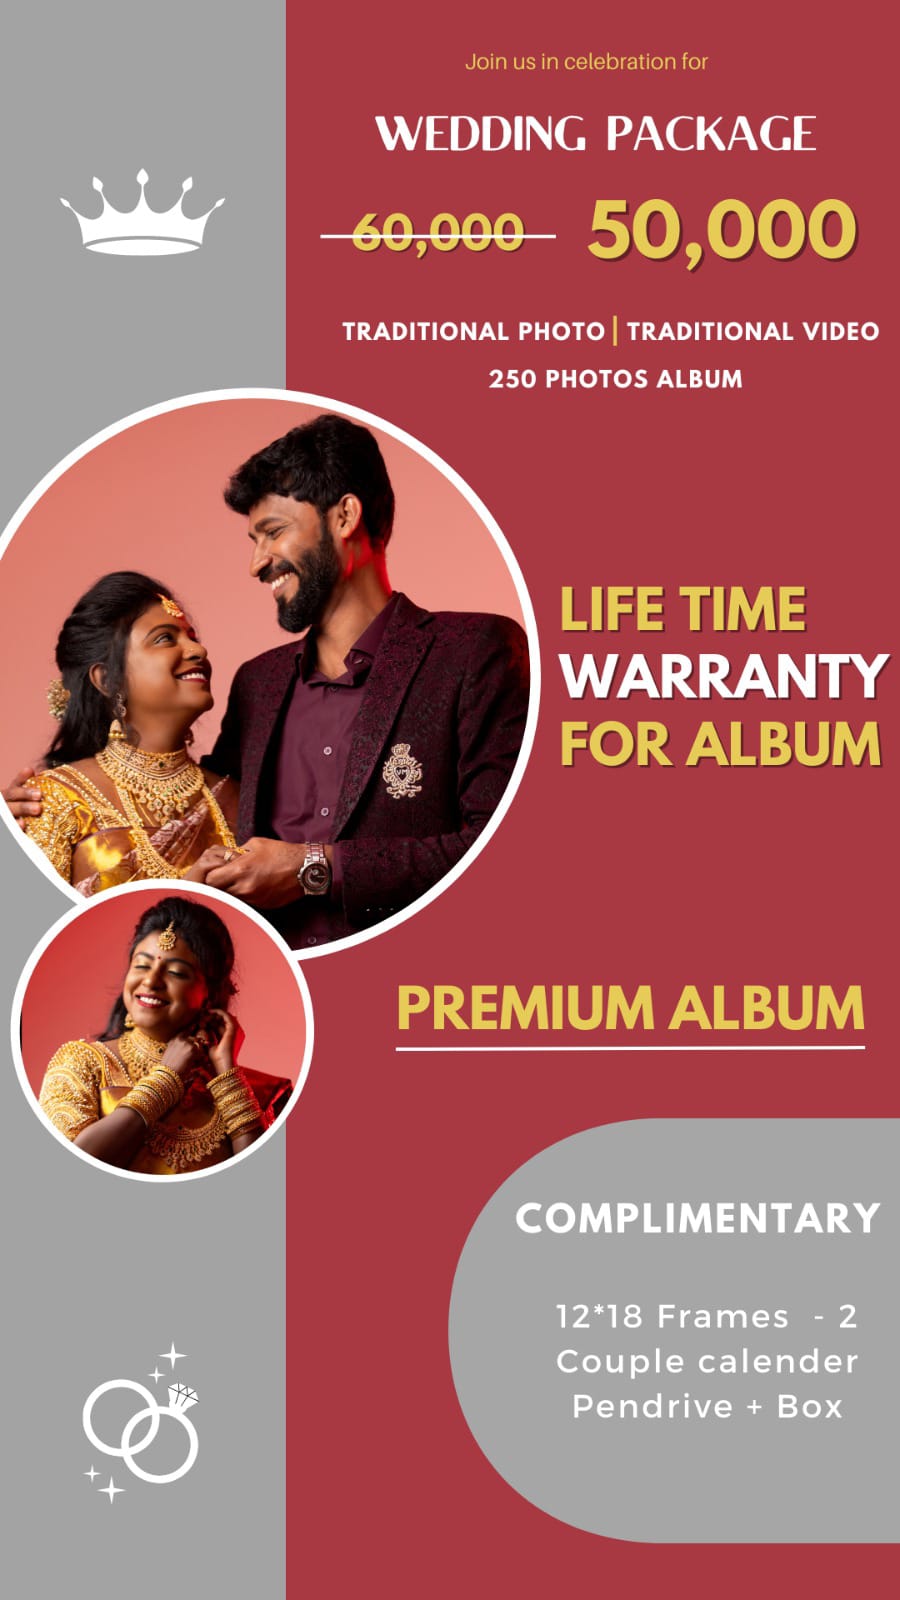 Join us in celebration for
WEDDING PACKAGE
60,000 50,000
TRADITIONAL PHOTO | TRADITIONAL VIDEO
250 PHOTOS ALBUM
LIFE TIME
WARRANTY
FOR ALBUM
PREMIUM ALBUM
COMPLIMENTARY
12*18 Frames - 2
Couple calender
Pendrive + Box